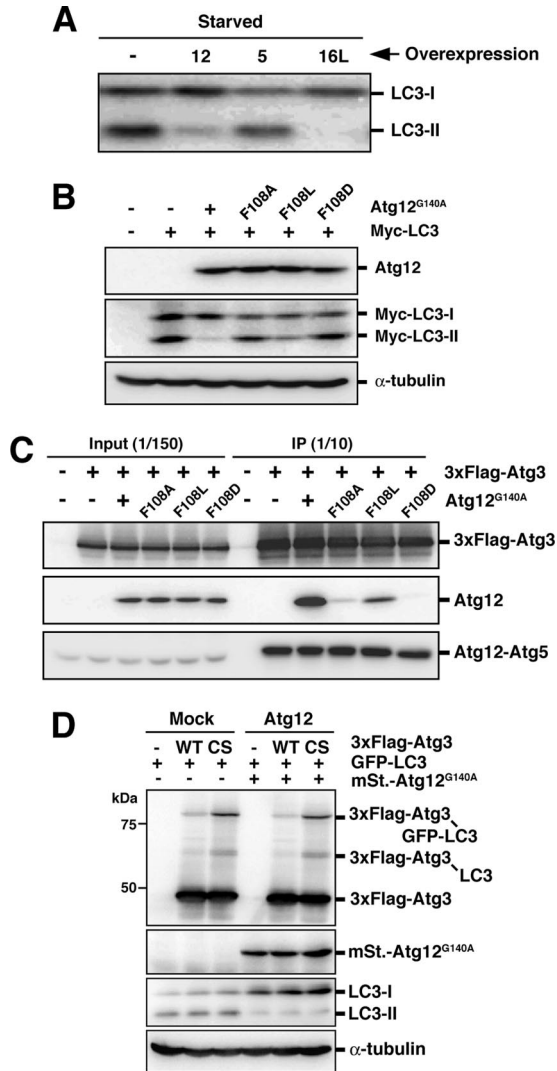 A
Starved
- 12 5 16L Overexpression
LC3-I
LC3-II
B
- - + F108A F108L F108D Atg12G140A
- + + + + + Myc-LC3
Atg12
Myc-LC3-I
Myc-LC3-II
α-tubulin
C
Input (1/150) IP (1/10)
- + + + + + - + + + + + 3xFlag-Atg3
- - + F108A F108L F108D - - + F108A F108L F108D Atg12G140A
3xFlag-Atg3
Atg12
Atg12-Atg5
D
Mock Atg12
- WT CS - WT CS 3xFlag-Atg3
+ + + + + + GFP-LC3
- - - + + + mSt.-Atg12G140A
kDa
75
3xFlag-Atg3
GFP-LC3
3xFlag-Atg3
LC3
50
3xFlag-Atg3
mSt.-Atg12G140A
LC3-I
LC3-II
α-tubulin